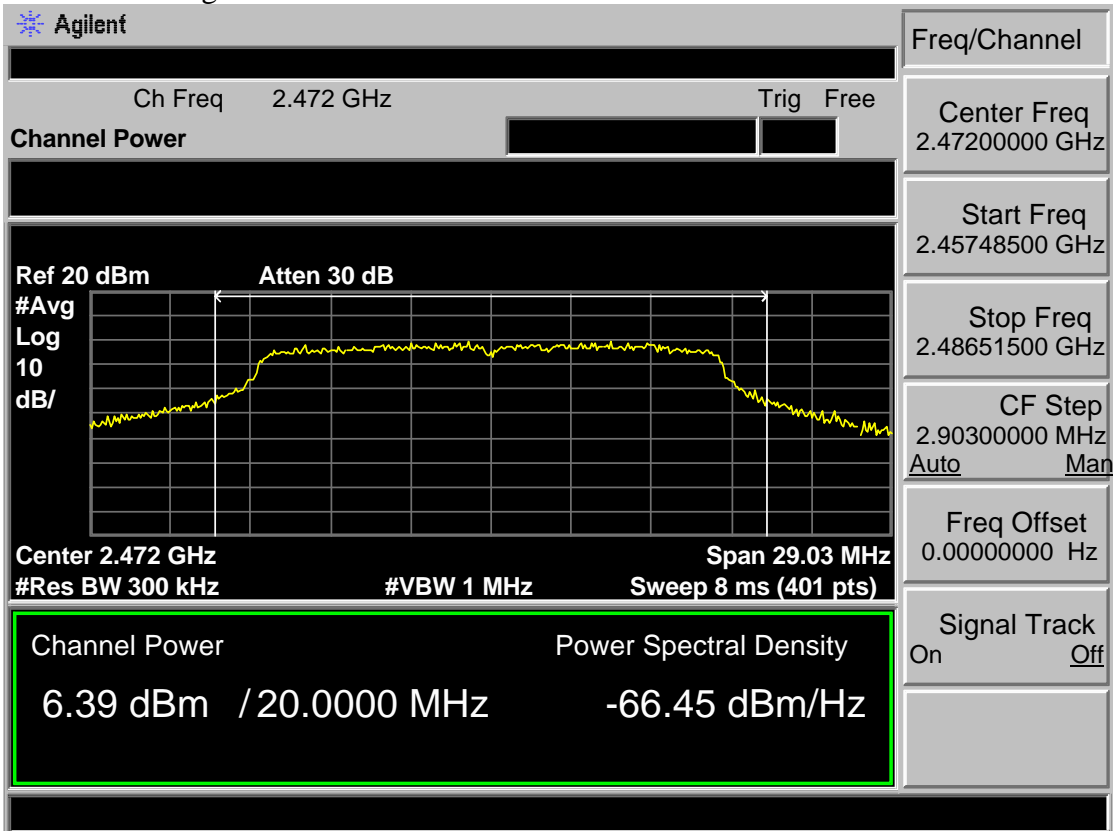 Agilent
Freq/Channel
Ch Freq 2.472 GHz Trig Free
Channel Power
Center Freq
2.47200000 GHz
Start Freq
2.45748500 GHz
Stop Freq
2.48651500 GHz
CF Step
2.90300000 MHz
Auto Man
Freq Offset
0.00000000 Hz
Signal Track
On Off
Ref 20 dBm Atten 30 dB
#Avg
Log
10
dB/
Center 2.472 GHz Span 29.03 MHz
#Res BW 300 kHz #VBW 1 MHz Sweep 8 ms (401 pts)
Channel Power Power Spectral Density
6.39 dBm / 20.0000 MHz -66.45 dBm/Hz